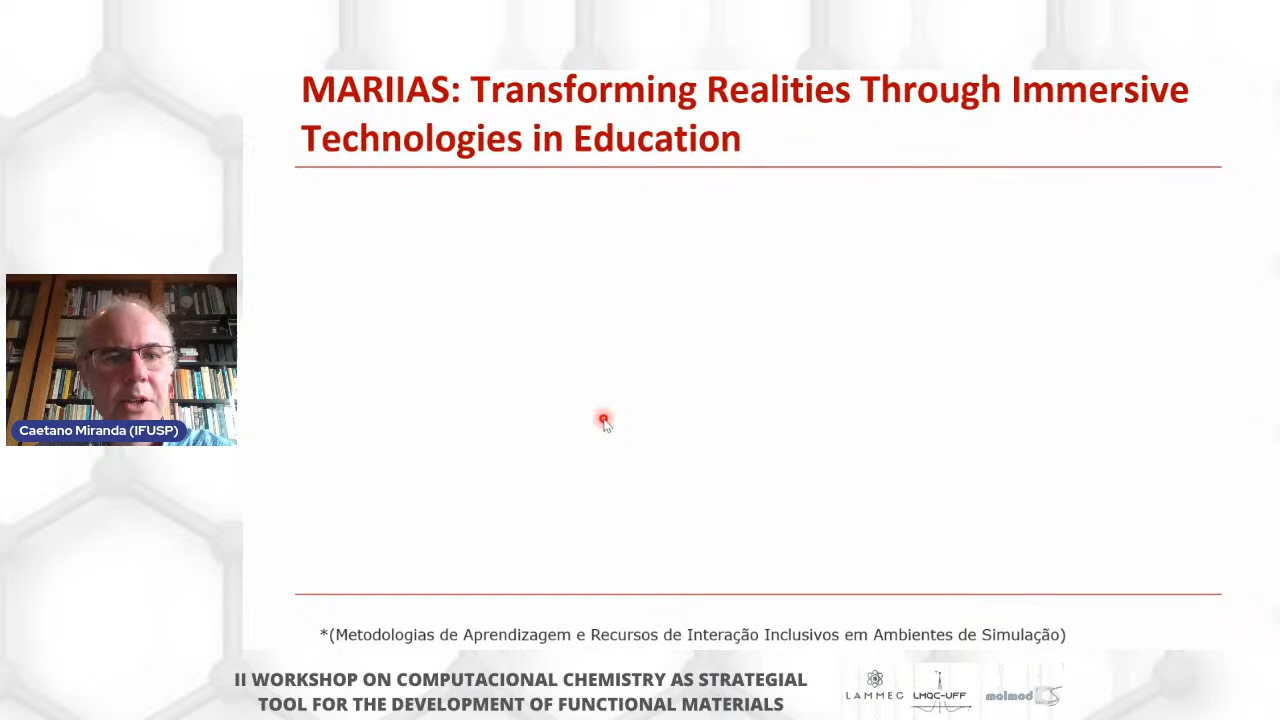 MARIIAS: Transforming Realities Through Immersive
Technologies in Education
Caetano Miranda (IFUSP)
*(Metodologias de Aprendizagem e Recursos de Interação Inclusivos em Ambientes de Simulação)
II WORKSHOP ON COMPUTACIONAL CHEMISTRY AS STRATEGIAL
TOOL FOR THE DEVELOPMENT OF FUNCTIONAL MATERIALS
LAMMEC
LMQC-UFF
molmod CS